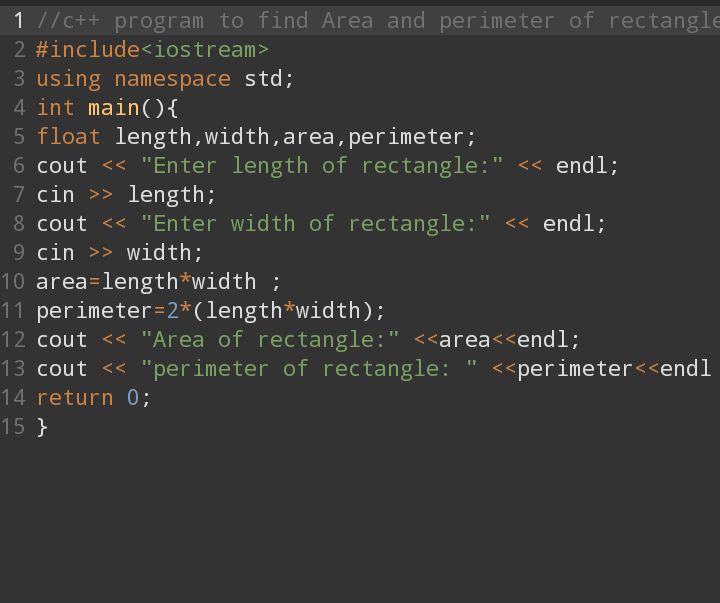 1 //c++ program to find Area and perimeter of rectangle
2 #include<iostream>
3 using namespace std;
4 int main(){
5 float length,width,area,perimeter;
6 cout << "Enter length of rectangle:" << endl;
7 cin >> length;
8 cout << "Enter width of rectangle:" << endl;
9 cin >> width;
10 area=length*width ;
11 perimeter=2*(length*width);
12 cout << "Area of rectangle:" <<area<<endl;
13 cout << "perimeter of rectangle: " <<perimeter<<endl
14 return 0;
15 }